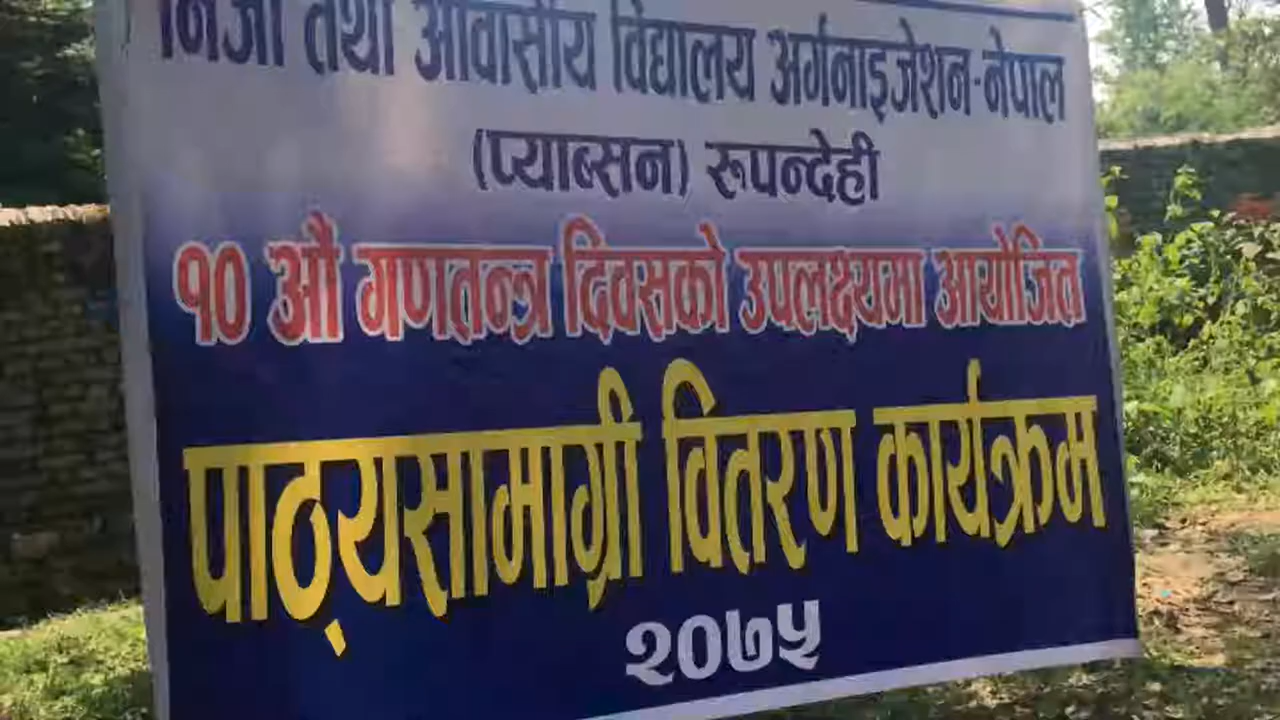 निजी तथा आवासीय विद्यालय अर्गनाइजेशन-नेपाल
(प्याब्सन) रूपन्देही
१० औ गणतन्त्र दिवसको उपलक्ष्यमा आयोजित
पाठ्यसामाग्री वितरण कार्यक्रम
२०७५